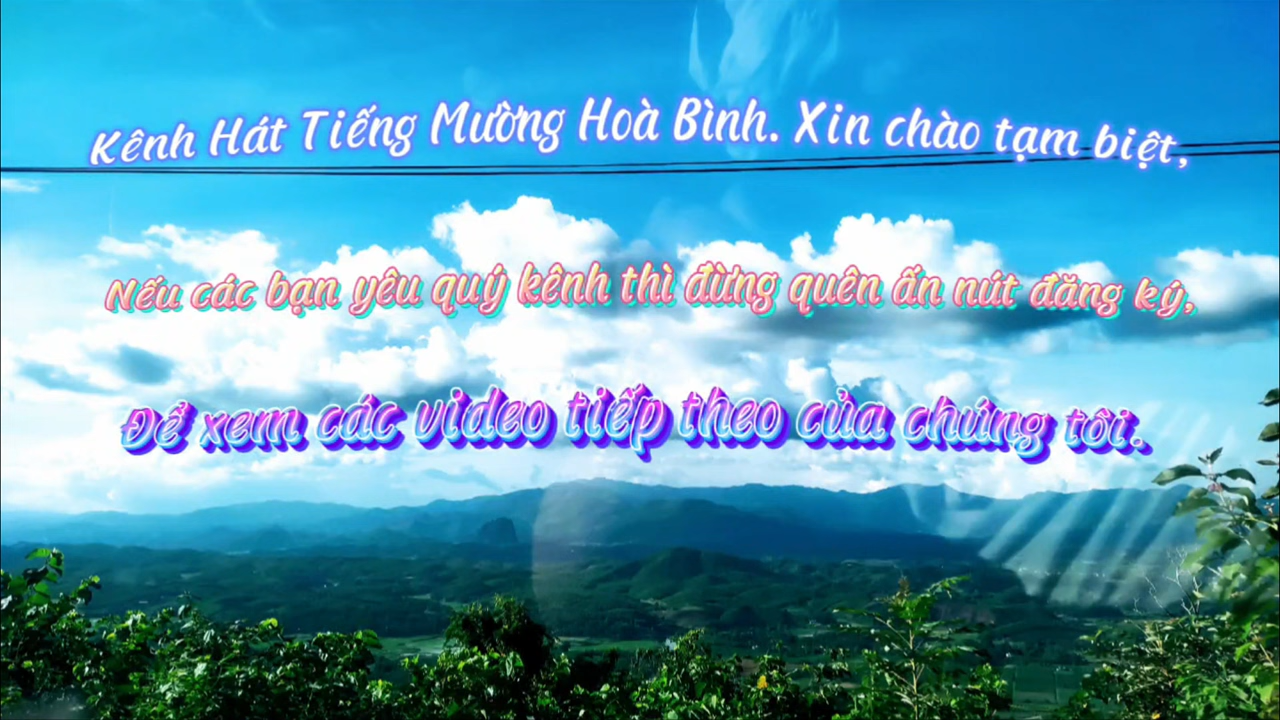 Kênh Hát Tiếng Mường Hoà Bình. Xin chào tạm biệt,
Nếu các bạn yêu quý kênh thì đừng quên ấn nút đăng ký,
Để xem các video tiếp theo của chúng tôi.